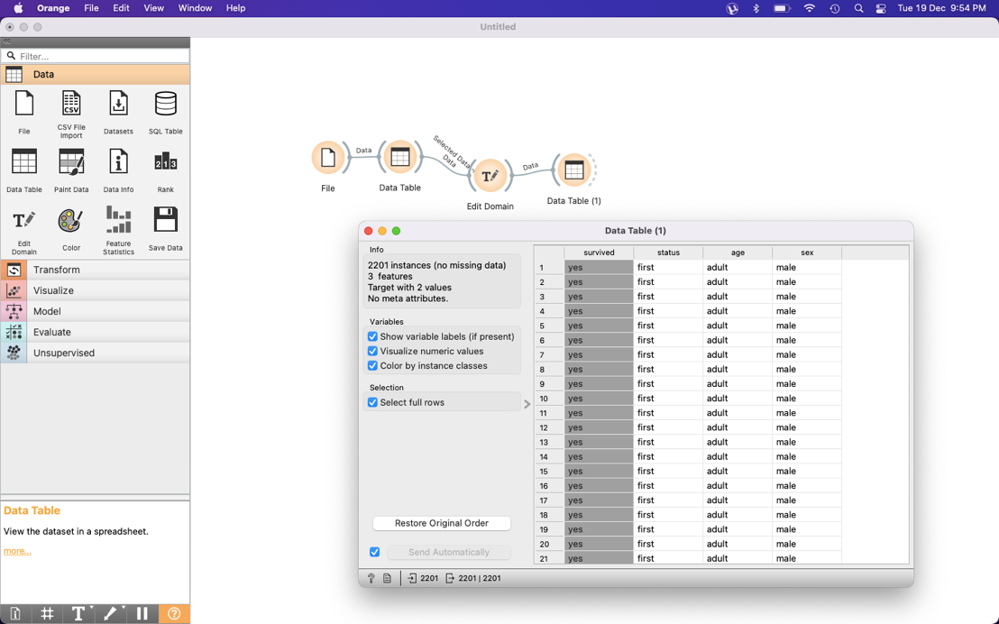 Orange File Edit View Window Help Tue 19 Dec 9:54 PM
Untitled
Filter...
Data
File CSV File Import Datasets SQL Table
Data Table Paint Data Data Info Rank
Edit Domain Color Feature Statistics Save Data
Transform
Visualize
Model
Evaluate
Unsupervised
Data Table
View the dataset in a spreadsheet.
more...
Data
Selected Data
Data
Data
File
Data Table
Edit Domain
Data Table (1)
Data Table (1)
Info
2201 instances (no missing data)
3 features
Target with 2 values
No meta attributes.
Variables
Show variable labels (if present)
Visualize numeric values
Color by instance classes
Selection
Select full rows
Restore Original Order
Send Automatically
2201 2201 | 2201
survived status age sex
1 yes first adult male
2 yes first adult male
3 yes first adult male
4 yes first adult male
5 yes first adult male
6 yes first adult male
7 yes first adult male
8 yes first adult male
9 yes first adult male
10 yes first adult male
11 yes first adult male
12 yes first adult male
13 yes first adult male
14 yes first adult male
15 yes first adult male
16 yes first adult male
17 yes first adult male
18 yes first adult male
19 yes first adult male
20 yes first adult male
21 yes first adult male